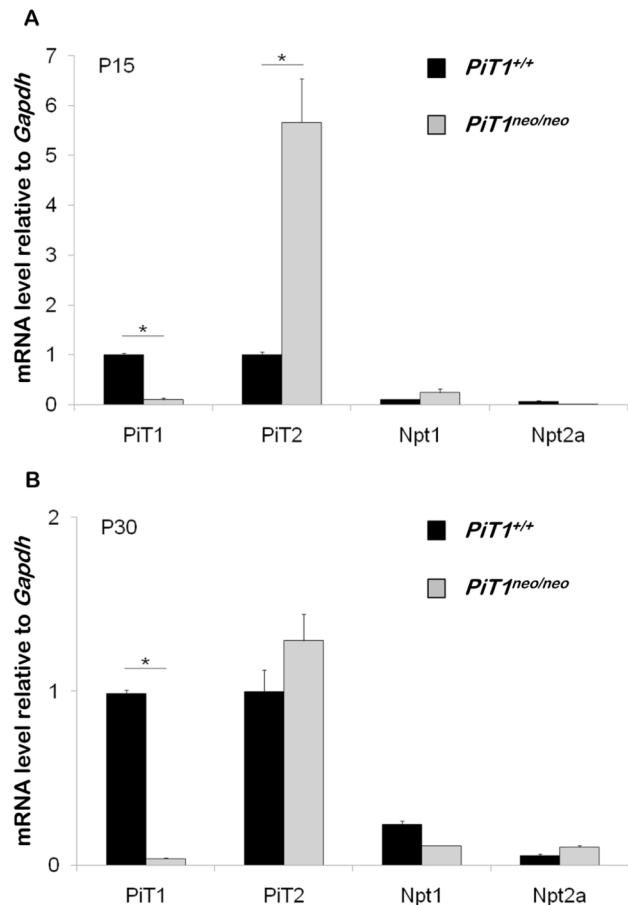 A
P15
PiT1+/+
PiT1neo/neo
mRNA level relative to Gapdh
7
6
5
4
3
2
1
0
*
*
PiT1 PiT2 Npt1 Npt2a
B
P30
PiT1+/+
PiT1neo/neo
mRNA level relative to Gapdh
2
1
0
*
PiT1 PiT2 Npt1 Npt2a